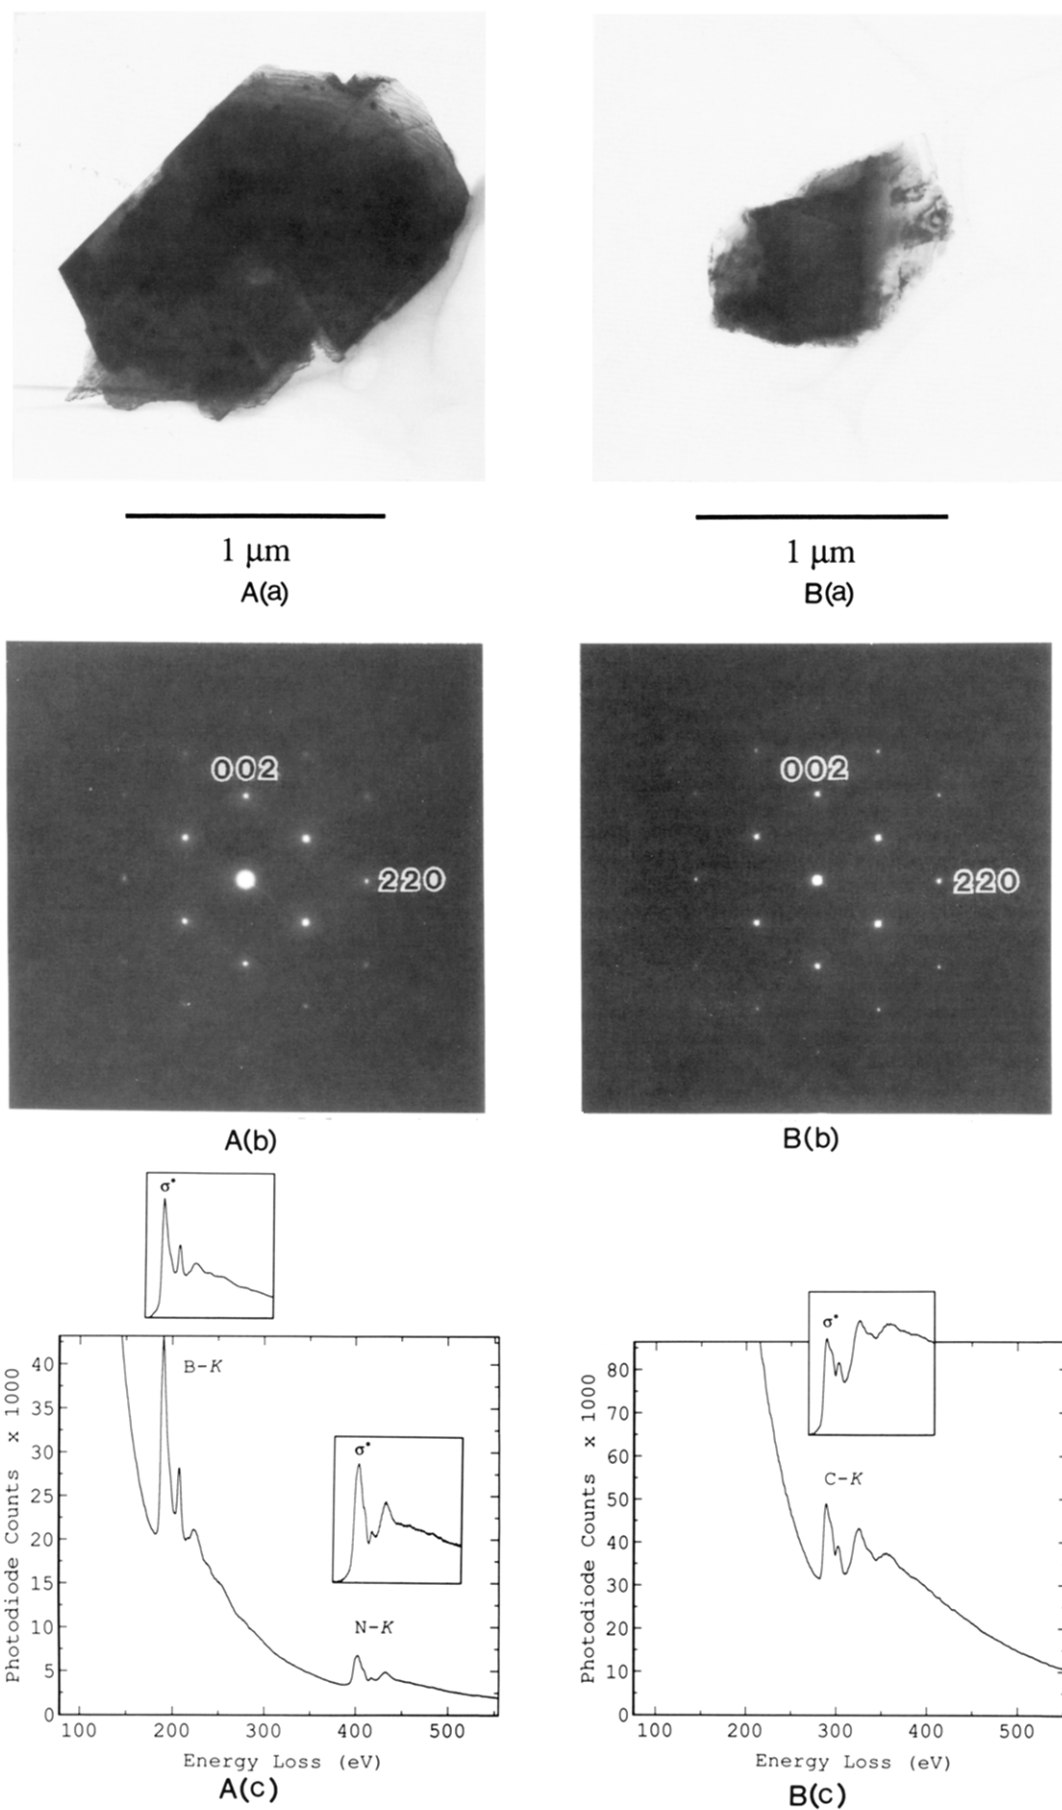 1 μm
1 μm
A(a)
B(a)
002
002
220
220
A(b)
B(b)
σ*
σ*
B-K
σ*
C-K
N-K
Photodiode Counts x 1000
40
35
30
25
20
15
10
5
0
100 200 300 400 500
Energy Loss (eV)
A(c)
Photodiode Counts x 1000
80
70
60
50
40
30
20
10
0
100 200 300 400 500
Energy Loss (eV)
B(c)